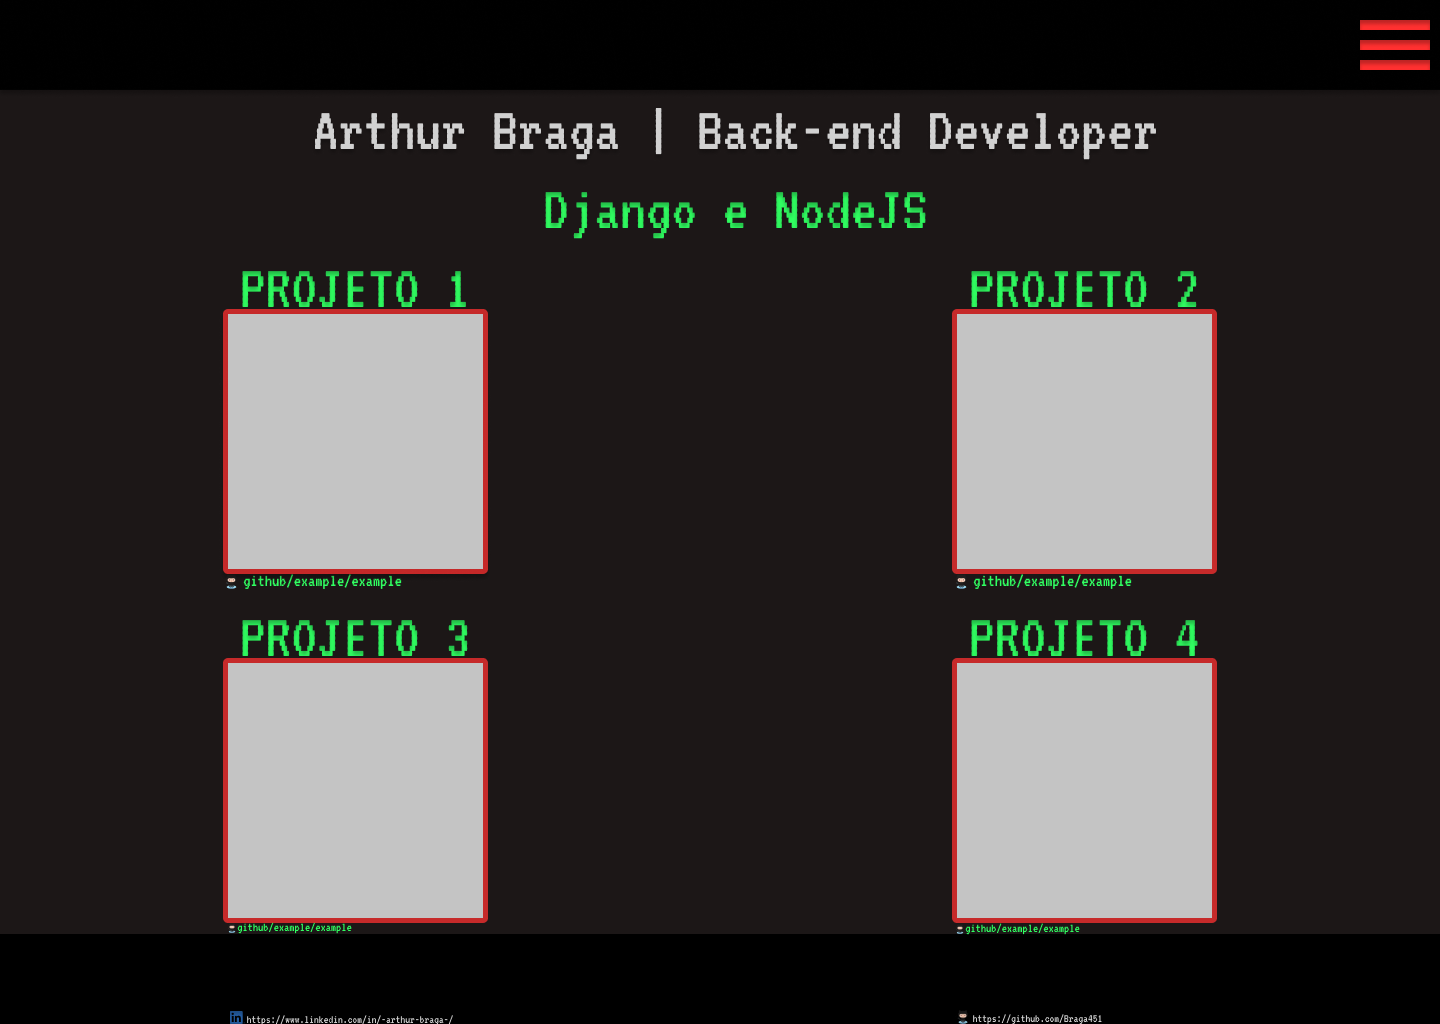 Arthur Braga | Back-end Developer
Django e NodeJS
PROJETO 1
PROJETO 2
github/example/example
github/example/example
PROJETO 3
PROJETO 4
github/example/example
github/example/example
https://www.linkedin.com/in/-arthur-braga-/
https://github.com/Braga451